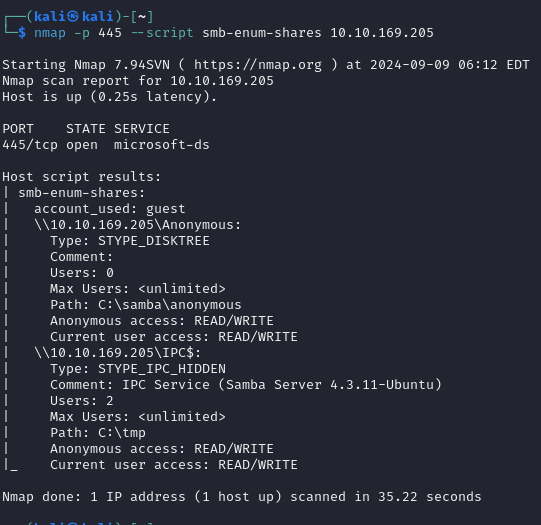 ┌──(kali㉿kali)-[~]
└─$ nmap -p 445 --script smb-enum-shares 10.10.169.205
Starting Nmap 7.94SVN ( https://nmap.org ) at 2024-09-09 06:12 EDT
Nmap scan report for 10.10.169.205
Host is up (0.25s latency).
PORT    STATE SERVICE
445/tcp open  microsoft-ds
Host script results:
| smb-enum-shares:
|   account_used: guest
|   \\10.10.169.205\Anonymous:
|     Type: STYPE_DISKTREE
|     Comment:
|     Users: 0
|     Max Users: <unlimited>
|     Path: C:\samba\anonymous
|     Anonymous access: READ/WRITE
|     Current user access: READ/WRITE
|   \\10.10.169.205\IPC$:
|     Type: STYPE_IPC_HIDDEN
|     Comment: IPC Service (Samba Server 4.3.11-Ubuntu)
|     Users: 2
|     Max Users: <unlimited>
|     Path: C:\tmp
|     Anonymous access: READ/WRITE
|_    Current user access: READ/WRITE
Nmap done: 1 IP address (1 host up) scanned in 35.22 seconds